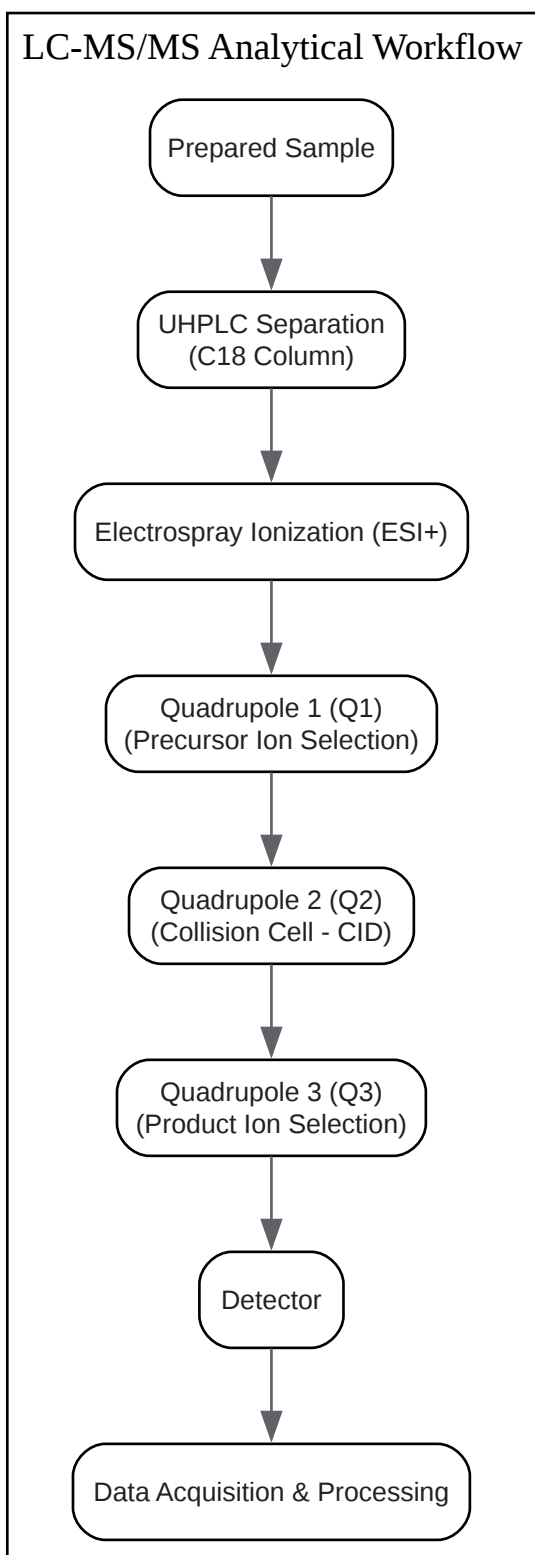 LC-MS/MS Analytical Workflow
Prepared Sample
UHPLC Separation
(C18 Column)
Electrospray Ionization (ESI+)
Quadrupole 1 (Q1)
(Precursor Ion Selection)
Quadrupole 2 (Q2)
(Collision Cell - CID)
Quadrupole 3 (Q3)
(Product Ion Selection)
Detector
Data Acquisition & Processing